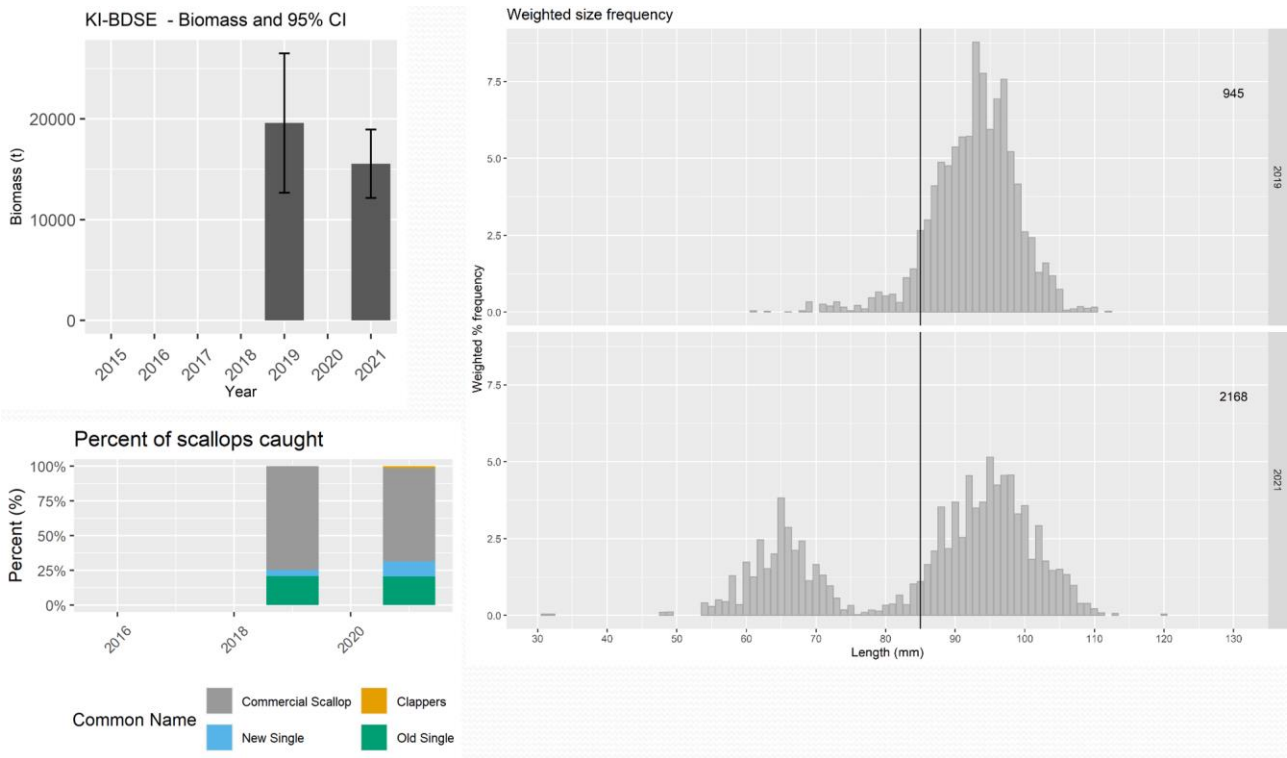 KI-BDSE - Biomass and 95% CI
Biomass (t)
20000
10000
0
2015 2016 2017 2018 2019 2020 2021
Year
Percent of scallops caught
Percent (%)
100%
75%
50%
25%
0%
2016 2018 2020
Common Name
Commercial Scallop
Clappers
New Single
Old Single
Weighted size frequency
Weighted % frequency
7.5
5.0
2.5
0.0
945
2019
7.5
5.0
2.5
0.0
2168
2021
30 40 50 60 70 80 90 100 110 120 130
Length (mm)